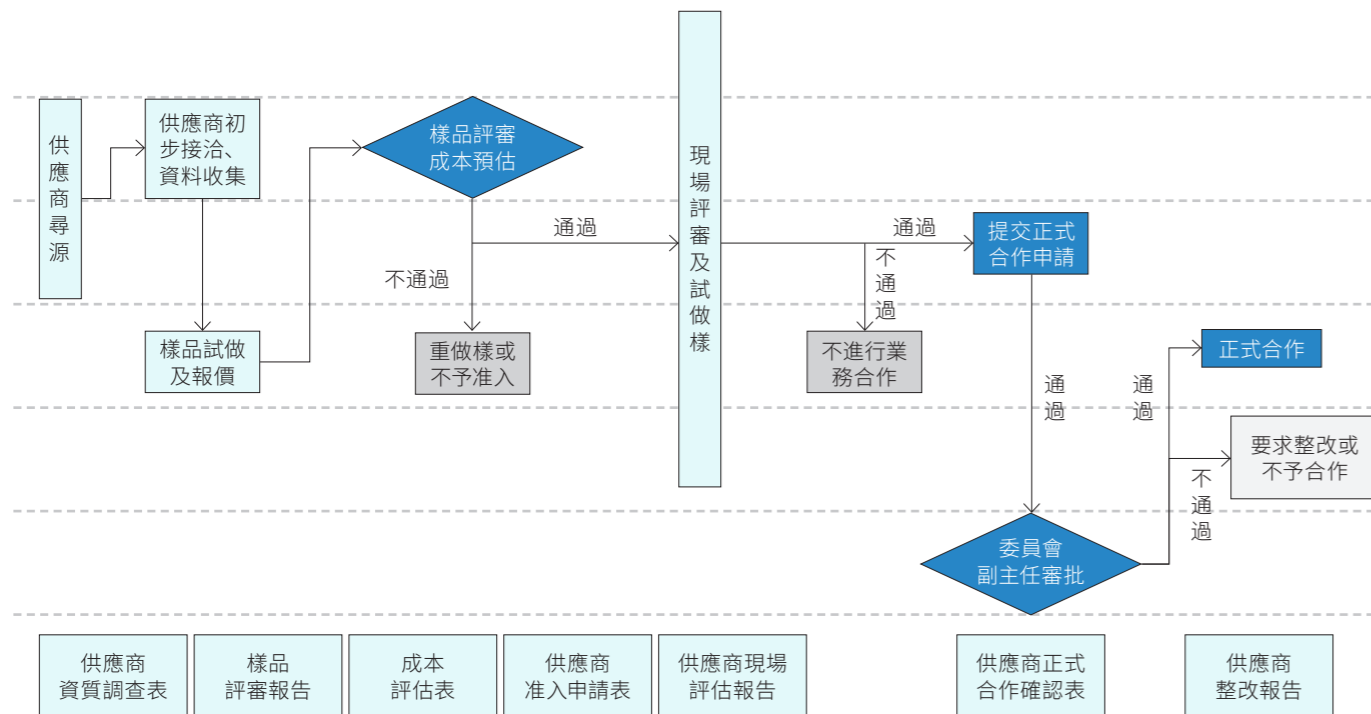 供應商尋源
供應商初
步接洽、
資料收集
樣品試做
及報價
樣品評審
成本預估
通過
不通過
重做樣或
不予准入
現場評審及試做樣
通過
不通過
不進行業
務合作
提交正式
合作申請
通過
委員會
副主任審批
通過
正式合作
不通過
要求整改或
不予合作
供應商
資質調查表
樣品
評審報告
成本
評估表
供應商
准入申請表
供應商現場
評估報告
供應商正式
合作確認表
供應商
整改報告